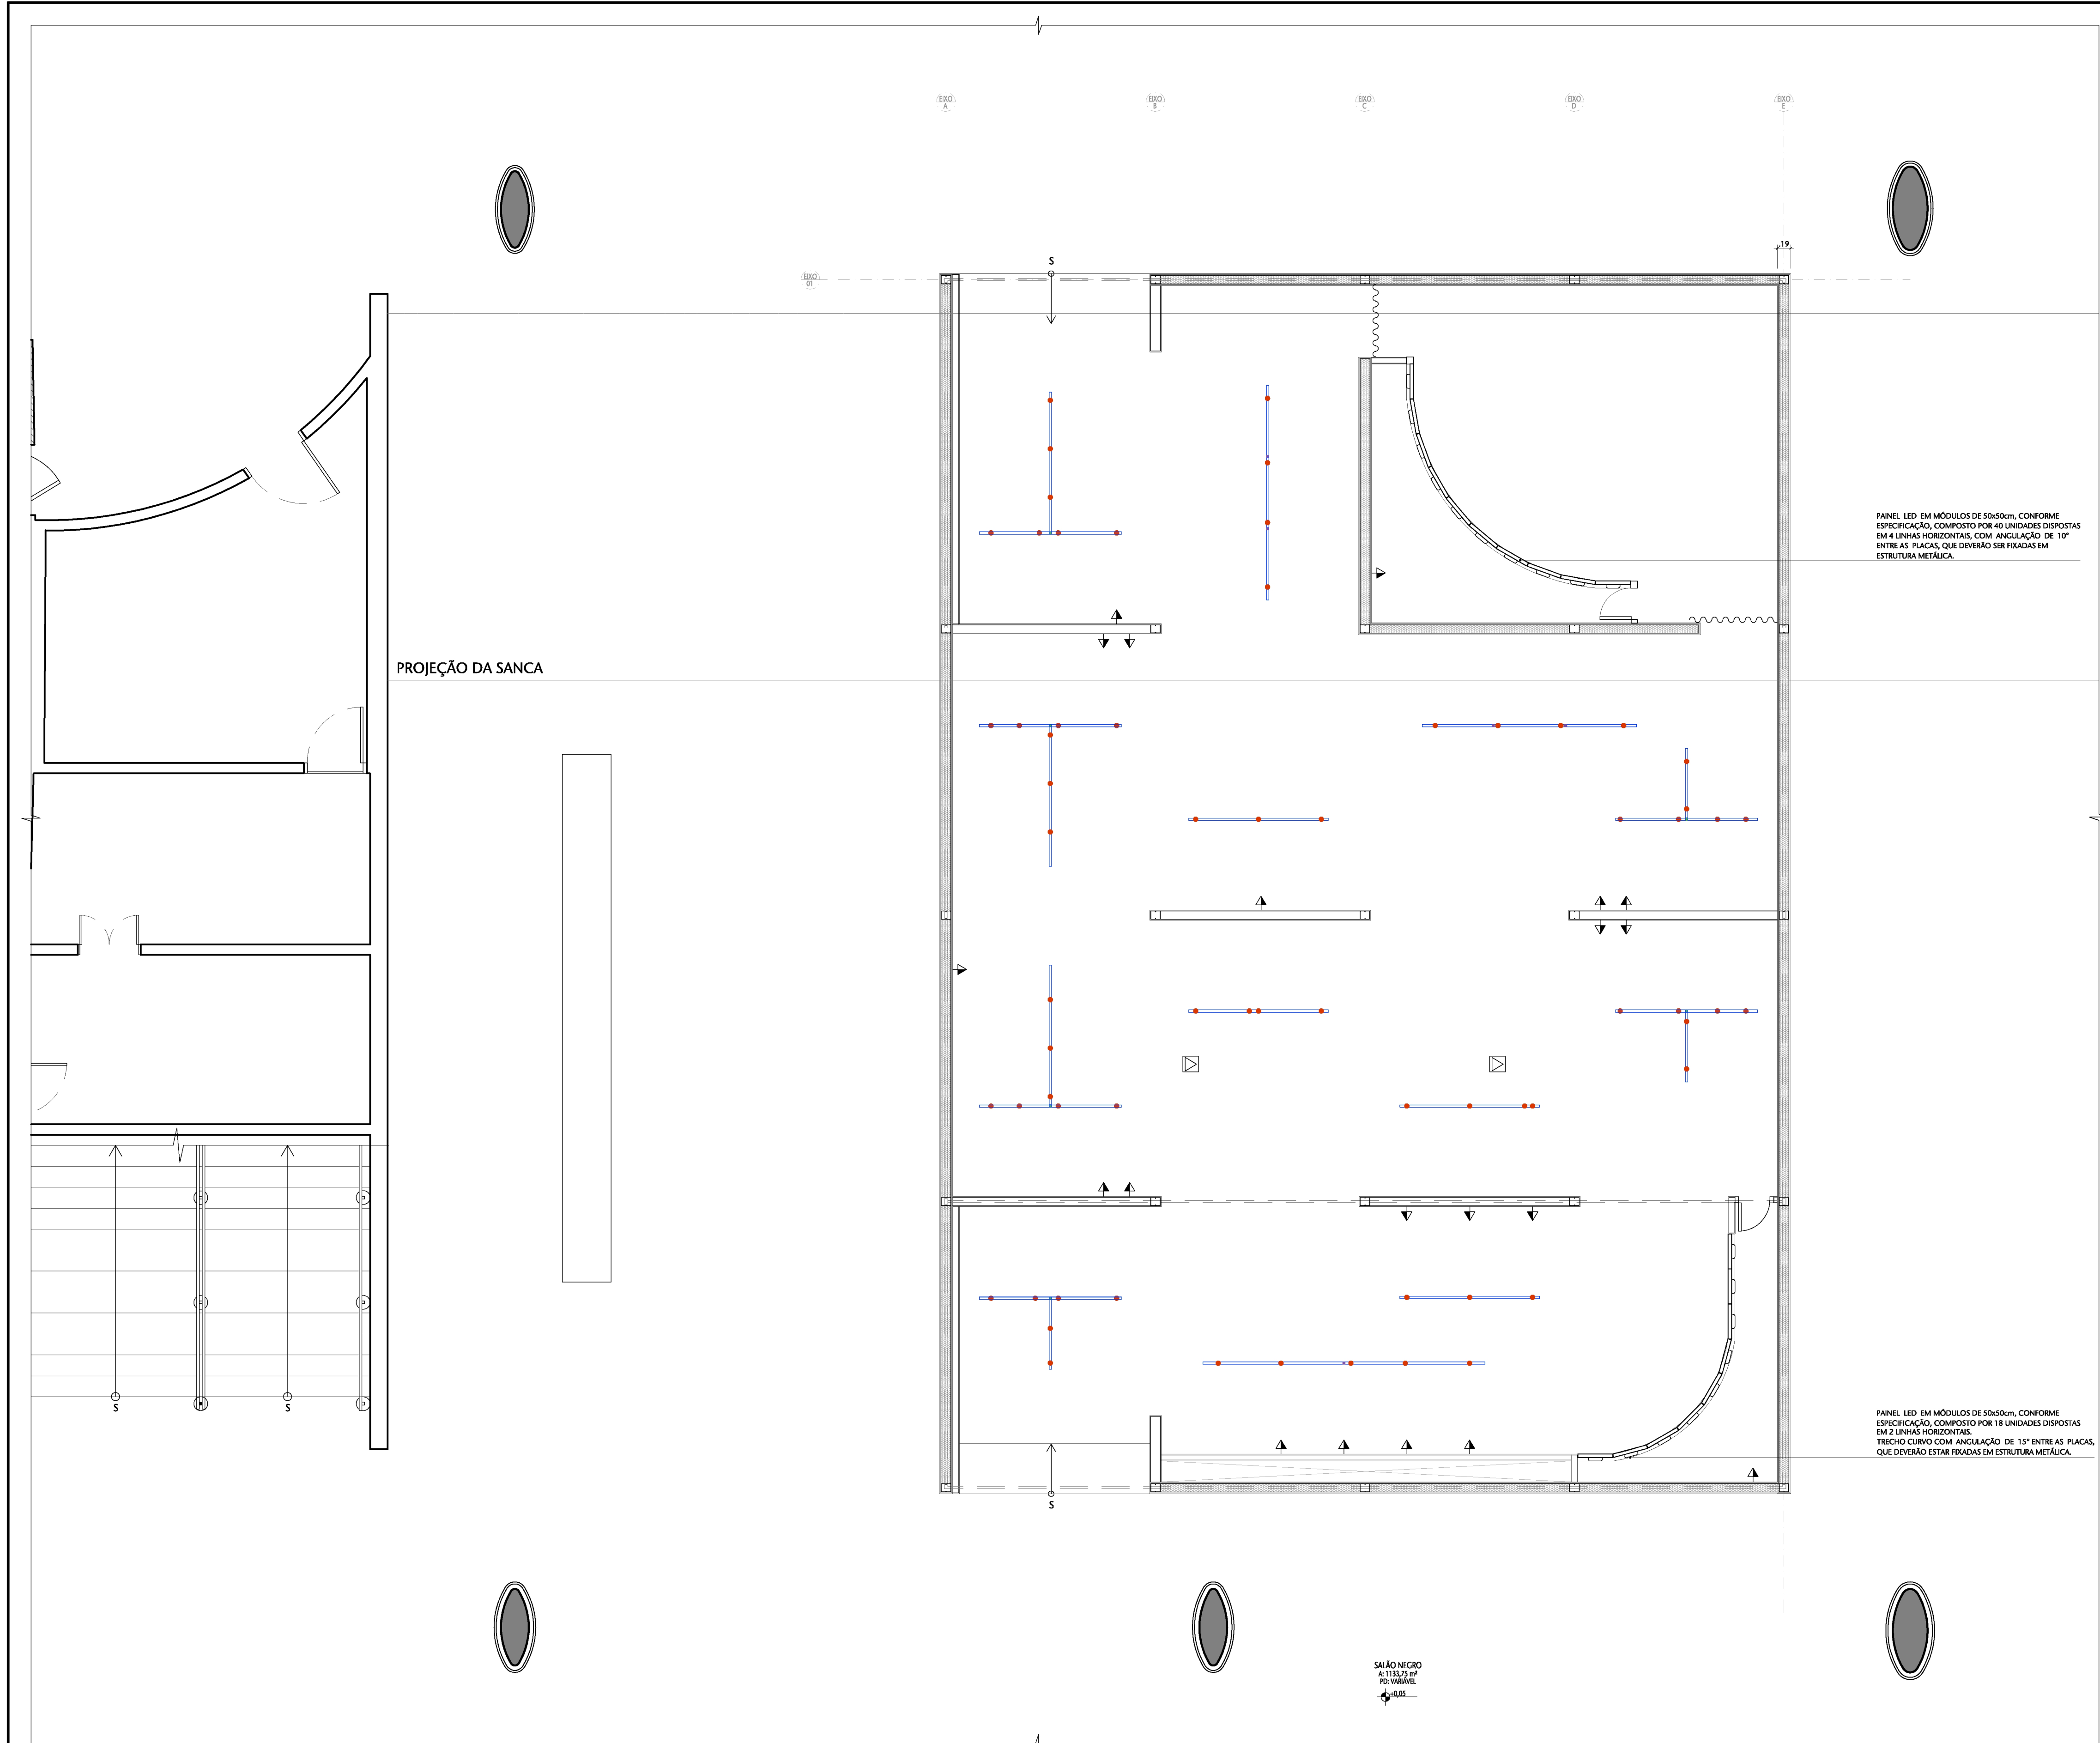 EIXO
A
EIXO
B
EIXO
C
EIXO
D
EIXO
E
19
S
EIXO
01
PAINEL LED EM MÓDULOS DE 50x50cm, CONFORME
ESPECIFICAÇÃO, COMPOSTO POR 40 UNIDADES DISPOSTAS
EM 4 LINHAS HORIZONTAIS, COM ANGULAÇÃO DE 10°
ENTRE AS PLACAS, QUE DEVERÃO SER FIXADAS EM
ESTRUTURA METÁLICA.
PROJEÇÃO DA SANCA
S
S
PAINEL LED EM MÓDULOS DE 50x50cm, CONFORME
ESPECIFICAÇÃO, COMPOSTO POR 18 UNIDADES DISPOSTAS
EM 2 LINHAS HORIZONTAIS.
TRECHO CURVO COM ANGULAÇÃO DE 15° ENTRE AS PLACAS,
QUE DEVERÃO ESTAR FIXADAS EM ESTRUTURA METÁLICA.
S
SALÃO NEGRO
A: 1133,75 m²
PD: VARIÁVEL
+0,05